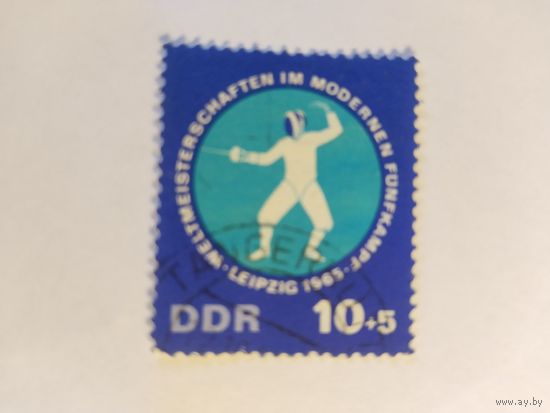 WELTMEISTERSCHAFTEN IM MODERNEN FÜNFKAMPF
· LEIPZIG 1965 ·
DDR 10+5
www.ay.by